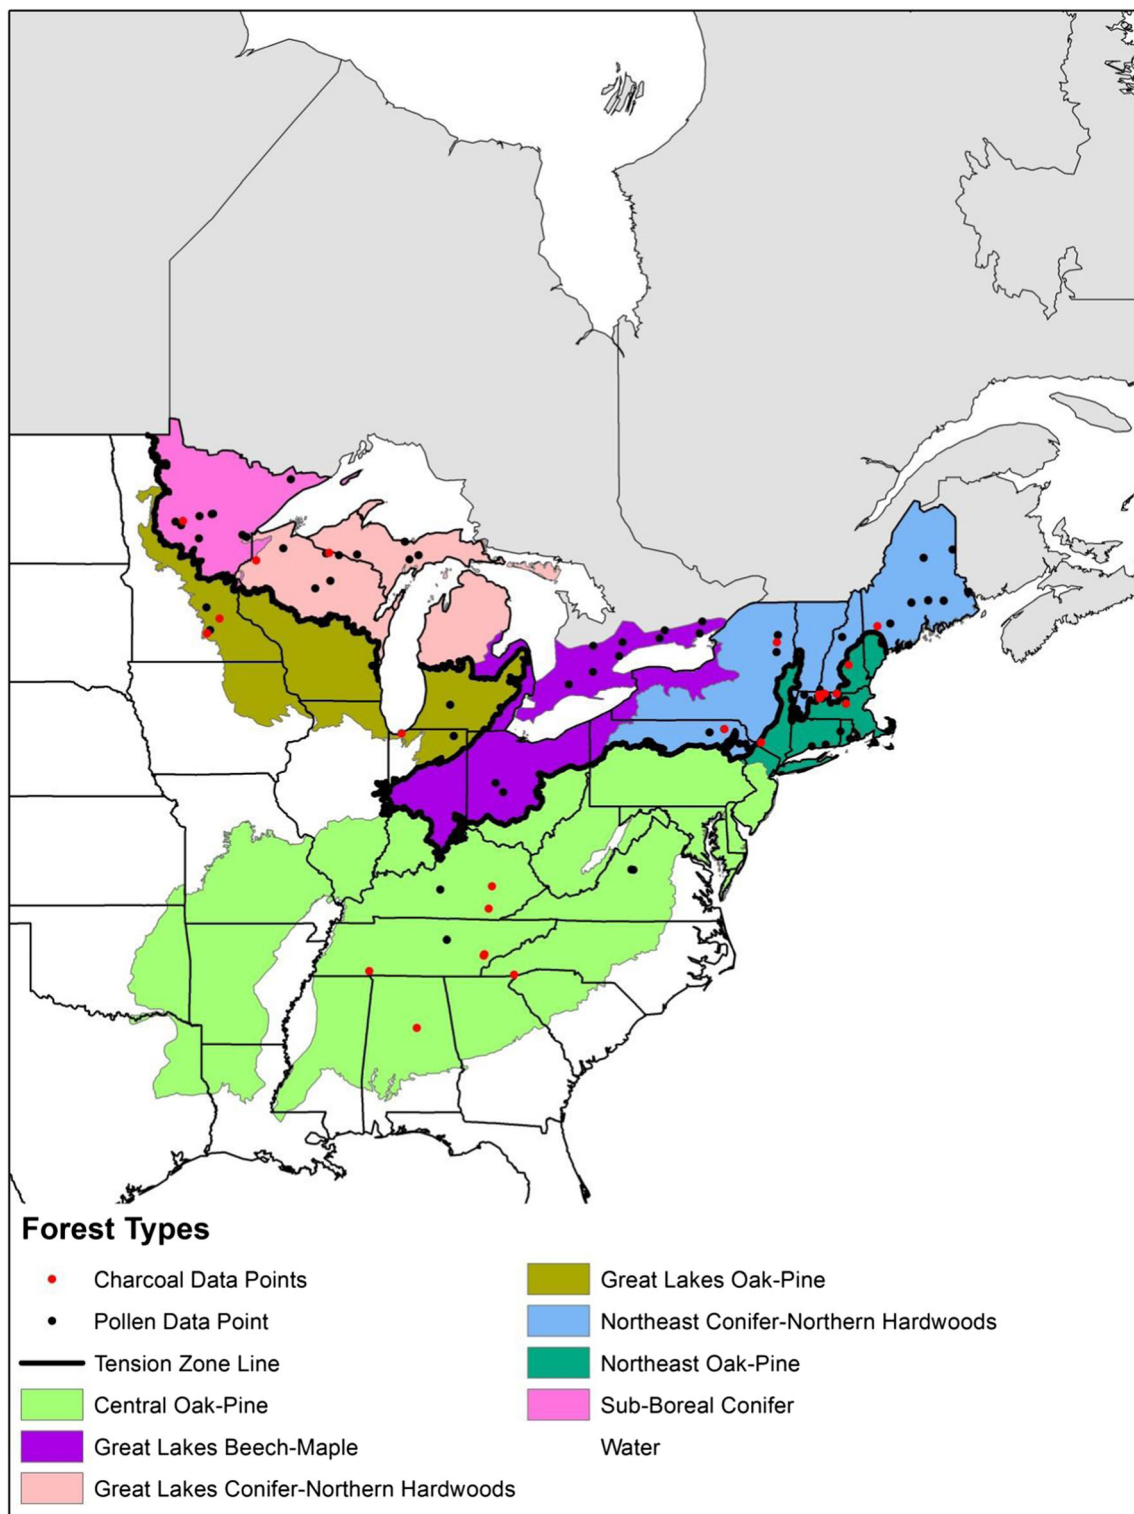 Forest Types
Charcoal Data Points
Pollen Data Point
Tension Zone Line
Central Oak-Pine
Great Lakes Beech-Maple
Great Lakes Conifer-Northern Hardwoods
Great Lakes Oak-Pine
Northeast Conifer-Northern Hardwoods
Northeast Oak-Pine
Sub-Boreal Conifer
Water